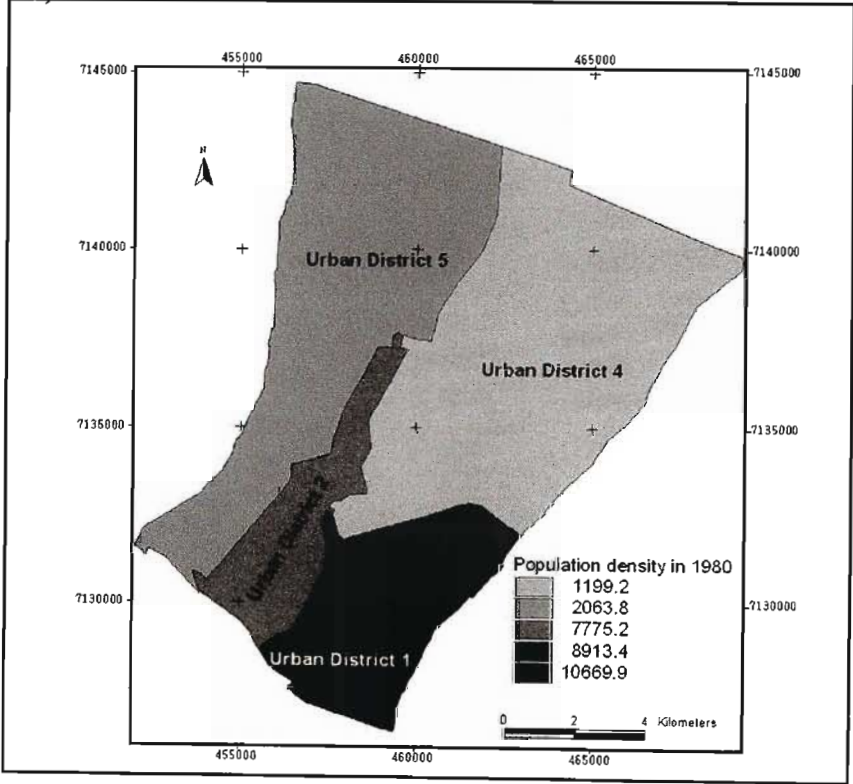 455000 460000 465000
7145000 7145000
N
7140000 7140000
Urban District 5
Urban District 4
7135000 7135000
Urban District 2
Population density in 1980
1199.2
2063.8
7130000 7130000
7775.2
8913.4
Urban District 1
10669.9
0 2 4 Kilometers
455000 460000 465000